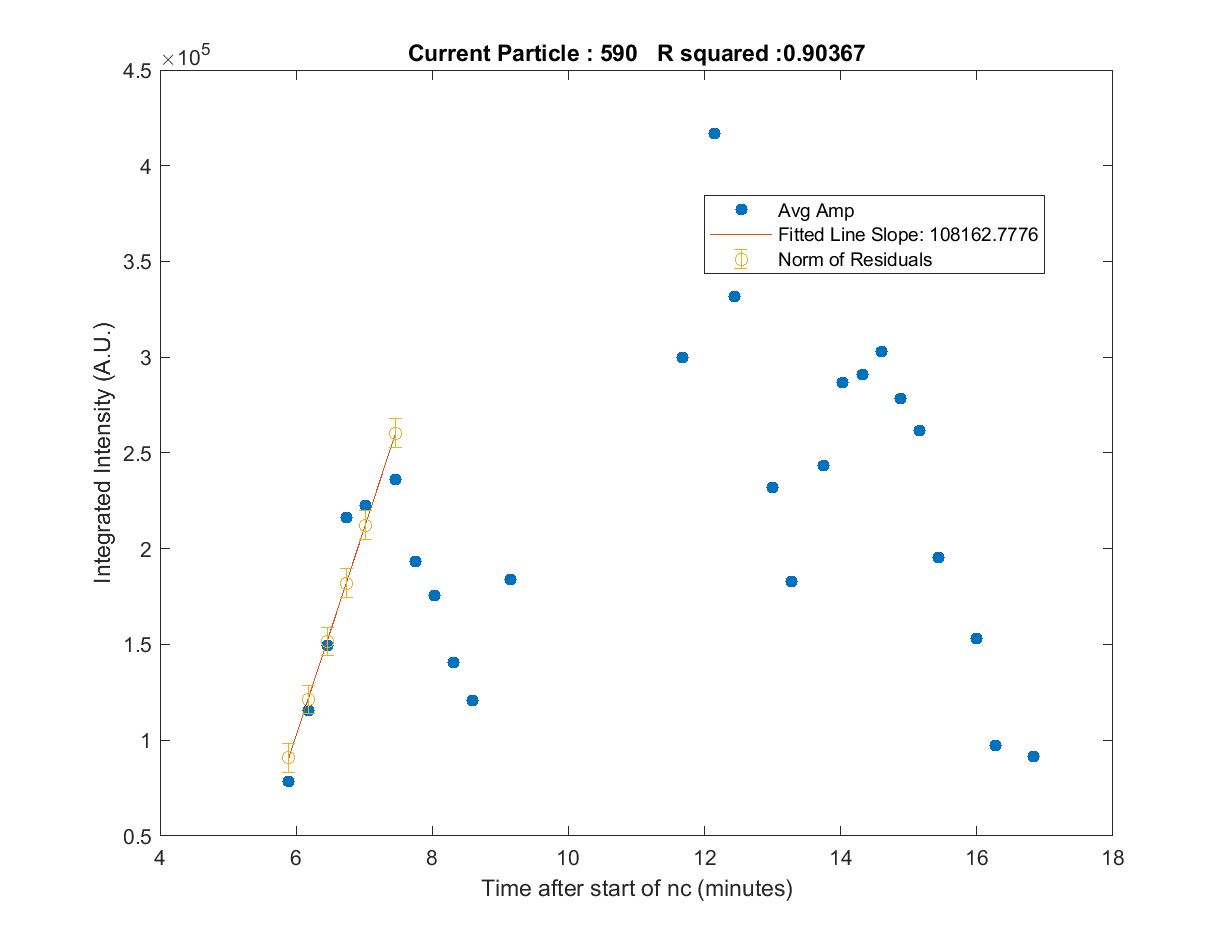 Current Particle : 590 R squared :0.90367
×10^5
4.5
4
3.5
3
2.5
2
1.5
1
0.5
4 6 8 10 12 14 16 18
Time after start of nc (minutes)
Integrated Intensity (A.U.)
Avg Amp
Fitted Line Slope: 108162.7776
Norm of Residuals